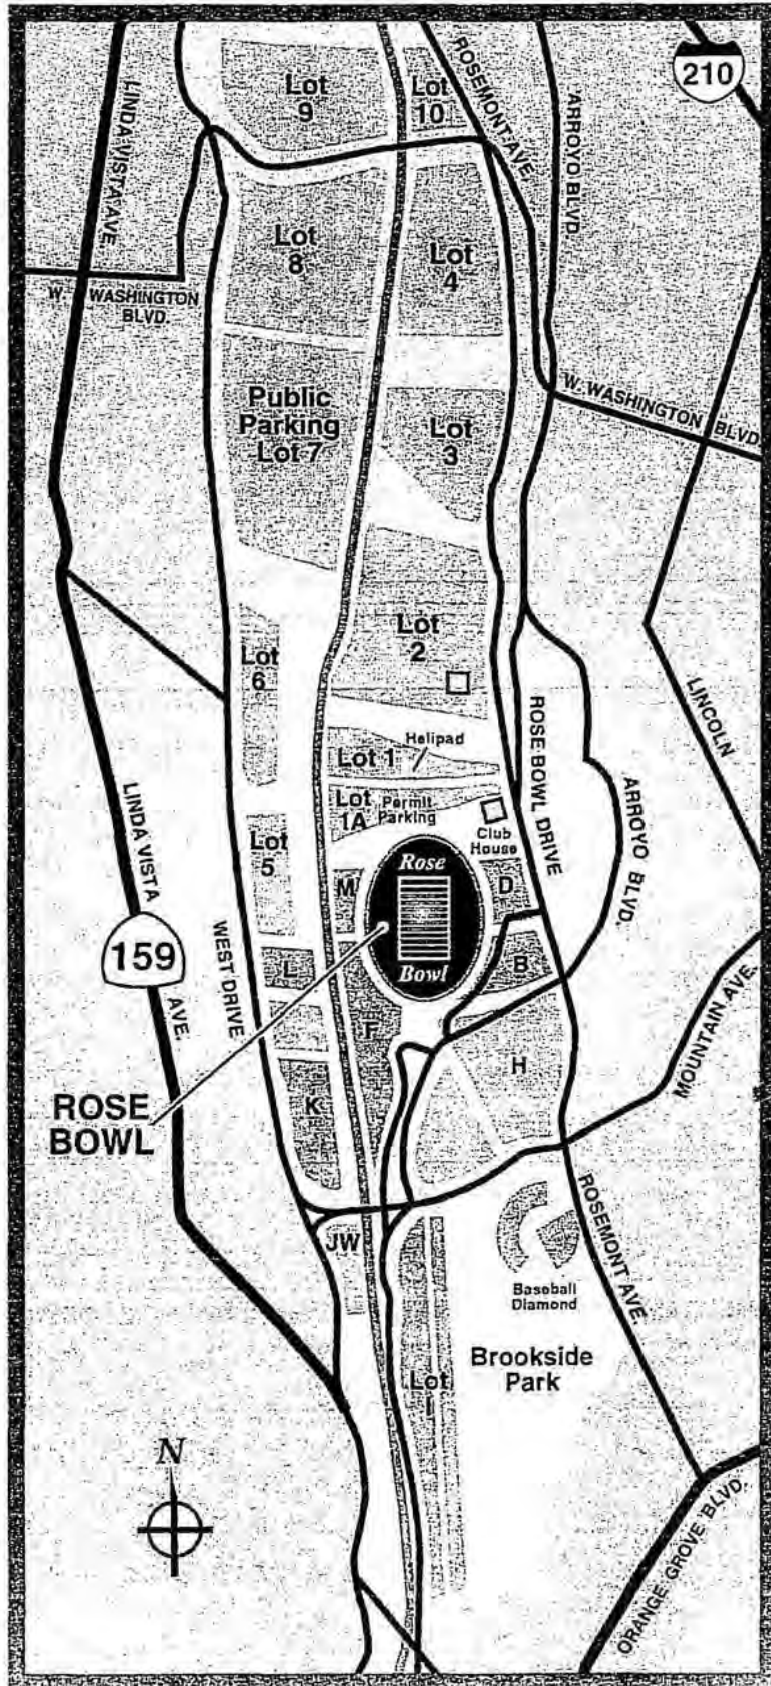 210
Lot
9
Lot
10
ROSEMONT AVE.
ARROYO BLVD.
LINDA VISTA AVE.
Lot
8
Lot
4
W. WASHINGTON
BLVD.
Public
Parking
Lot 7
Lot
3
W. WASHINGTON BLVD.
Lot
2
Lot
6
LINCOLN
ROSE BOWL DRIVE
Lot 1
Helipad
Lot
1A
Permit
Parking
Club
House
ARROYO BLVD.
LINDA VISTA
AVE.
159
Lot
5
WEST DRIVE
M
Rose
Bowl
D
L
B
F
H
K
MOUNTAIN AVE.
ROSE
BOWL
JW
ROSEMONT AVE.
Baseball
Diamond
Brookside
Park
Lot
I
N
ORANGE GROVE BLVD.